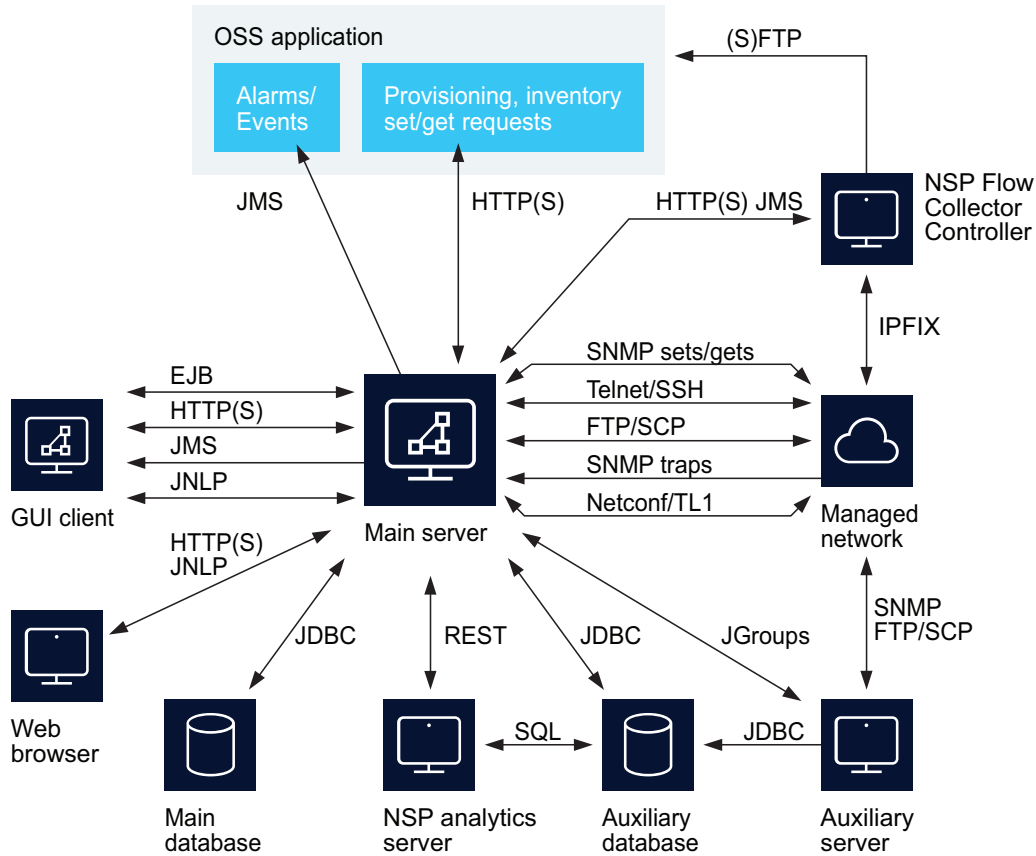 OSS application
(S)FTP
Alarms/
Events
Provisioning, inventory
set/get requests
JMS
HTTP(S)
HTTP(S) JMS
NSP Flow
Collector
Controller
IPFIX
SNMP sets/gets
Telnet/SSH
FTP/SCP
SNMP traps
Netconf/TL1
EJB
HTTP(S)
JMS
JNLP
GUI client
Main server
Managed
network
HTTP(S)
JNLP
JDBC
REST
JDBC
JGroups
SNMP
FTP/SCP
Web
browser
SQL
JDBC
Main
database
NSP analytics
server
Auxiliary
database
Auxiliary
server